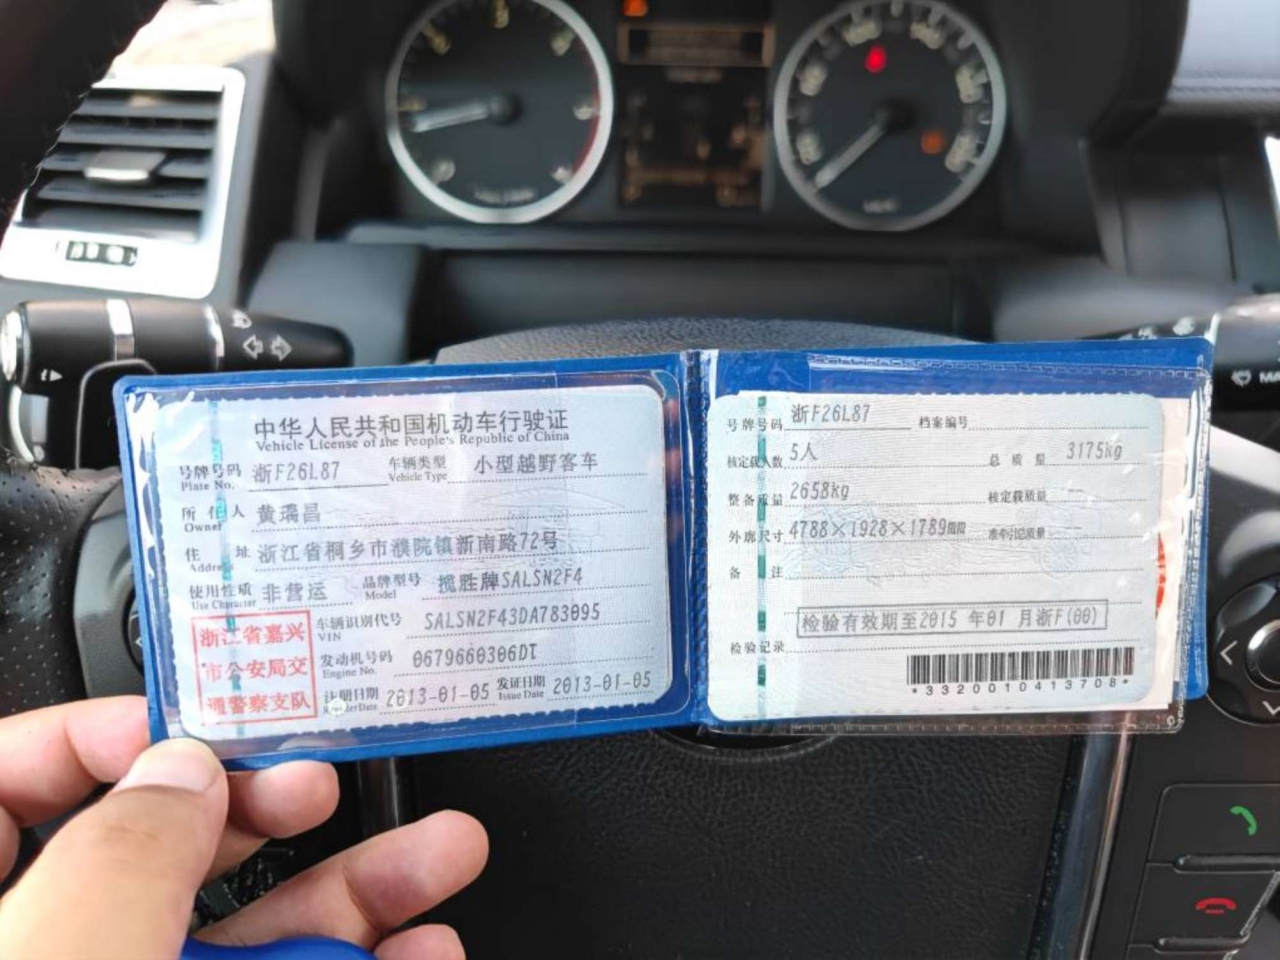 中华人民共和国机动车行驶证
Vehicle License of the People's Republic of China
号牌号码 浙F26L87 车辆类型 小型越野客车
Plate No. Vehicle Type
所有人 黄瑞昌
Owner
住 址 浙江省桐乡市濮院镇新南路72号
Address
使用性质 非营运 品牌型号 揽胜牌SALSN2F4
Use Character Model
浙江省嘉兴
市公安局交
通警察支队
车辆识别代号 SALSN2F43DA783095
VIN
发动机号码 0679660306DT
Engine No.
注册日期 2013-01-05 发证日期 2013-01-05
Register Date Issue Date
号牌号码 浙F26L87 档案编号
核定载人数 5人 总 质 量 3175kg
整备质量 2658kg 核定载质量
外廓尺寸 4788×1928×1789 准牵引总质量
备 注
检验有效期至2015 年01 月浙F(00)
检验记录
*3320010413708*